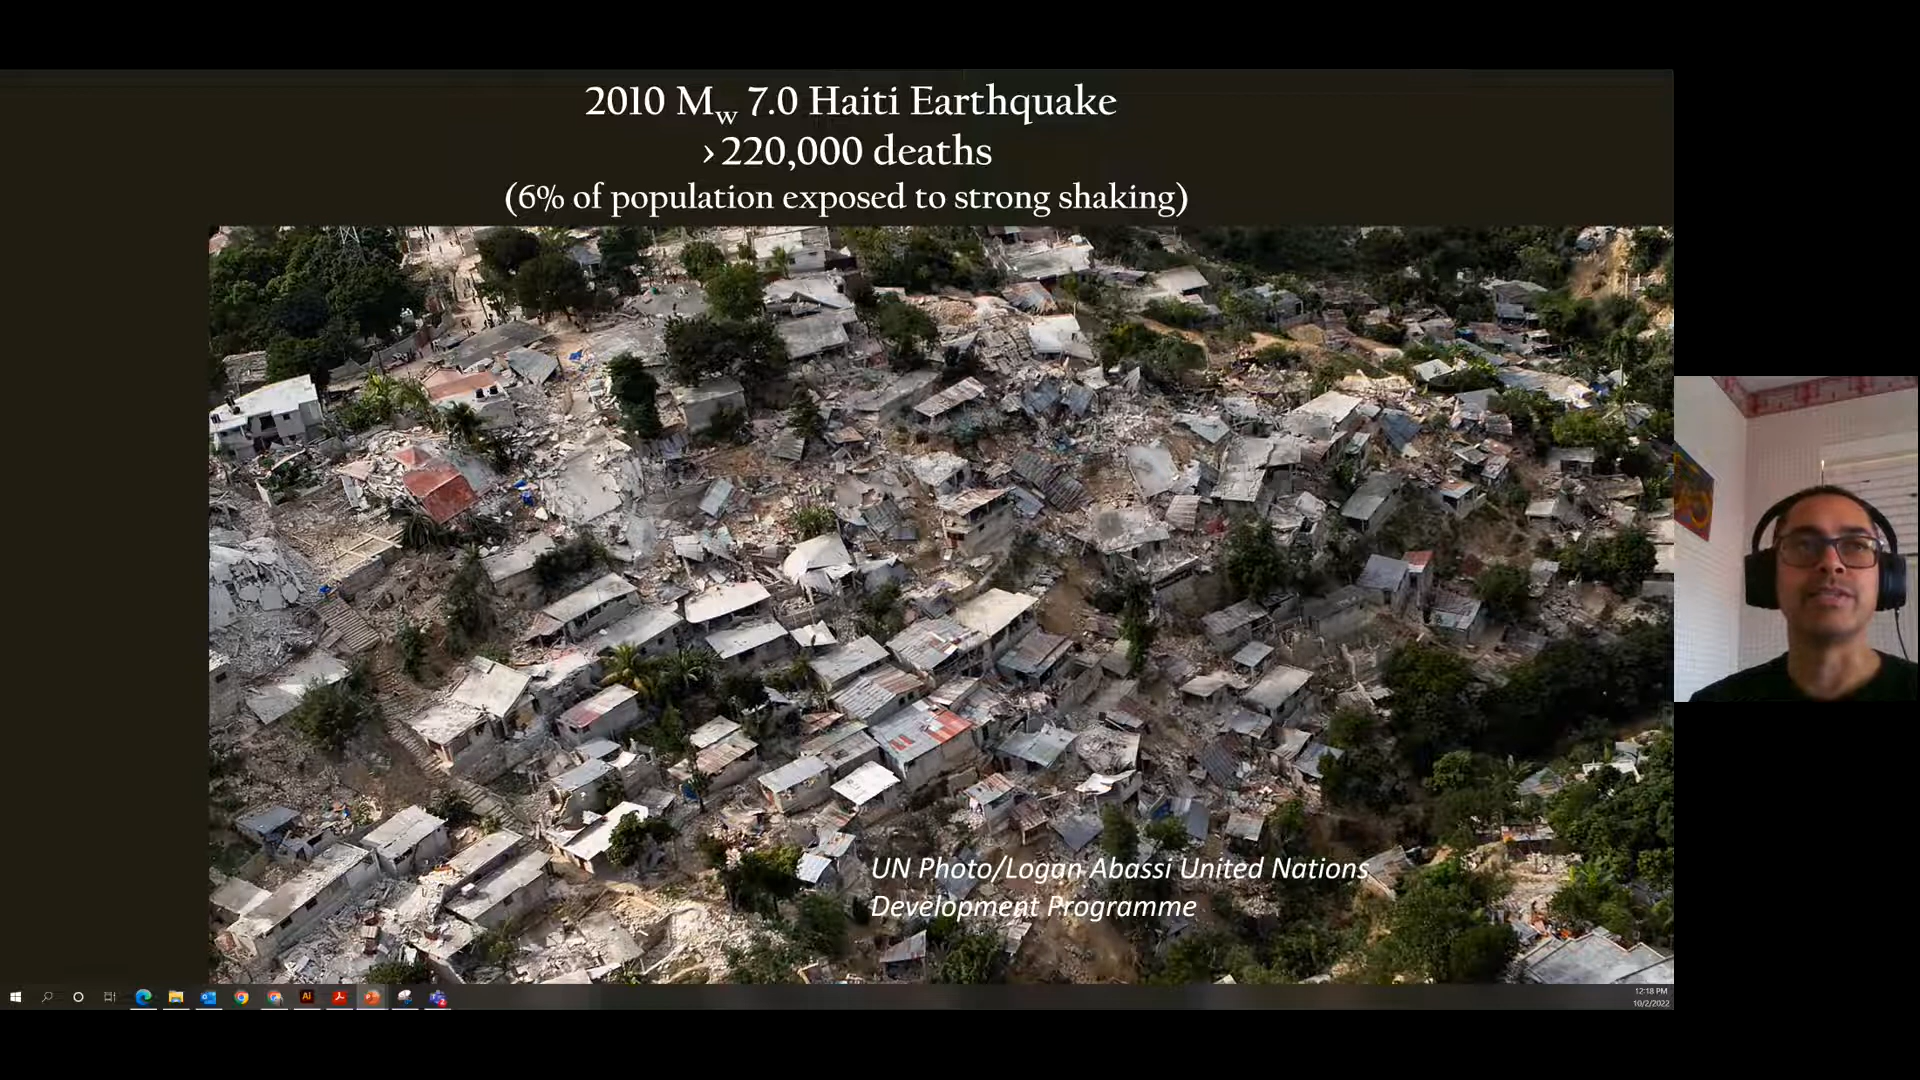 2010 Mw 7.0 Haiti Earthquake
>220,000 deaths
(6% of population exposed to strong shaking)
UN Photo/Logan Abassi United Nations
Development Programme
Ai
12:18 PM
10/2/2022